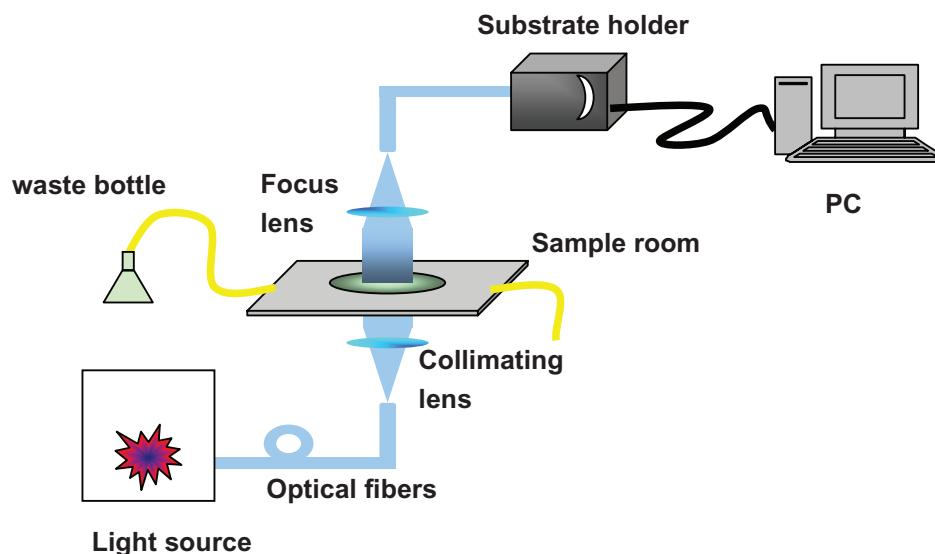 Substrate holder
PC
waste bottle
Focus
lens
Sample room
Collimating
lens
Optical fibers
Light source